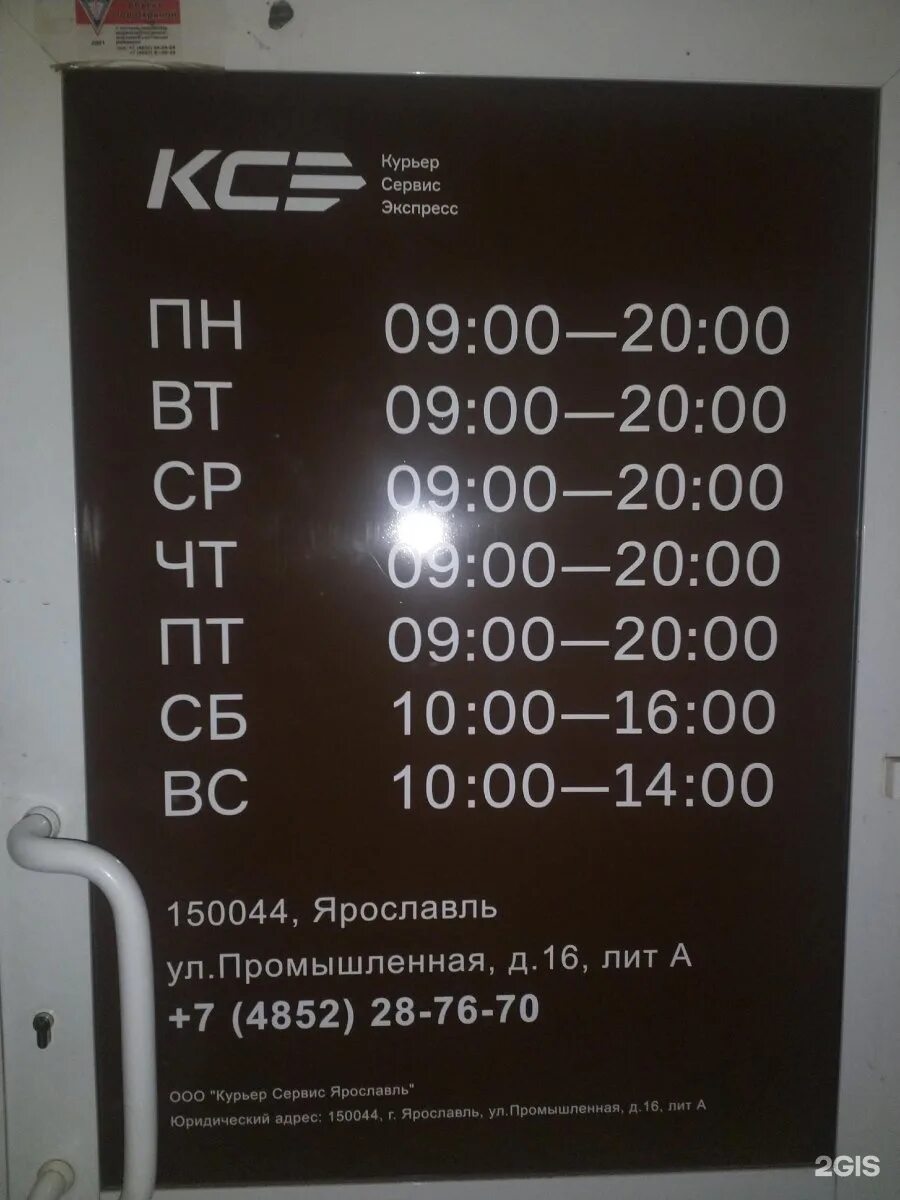 КСЭ
Курьер
Сервис
Экспресс
ПН 09:00—20:00
ВТ 09:00—20:00
СР 09:00—20:00
ЧТ 09:00—20:00
ПТ 09:00—20:00
СБ 10:00—16:00
ВС 10:00—14:00
150044, Ярославль
ул.Промышленная, д.16, лит А
+7 (4852) 28-76-70
ООО "Курьер Сервис Ярославль"
Юридический адрес: 150044, г. Ярославль, ул.Промышленная, д.16, лит А
2GIS